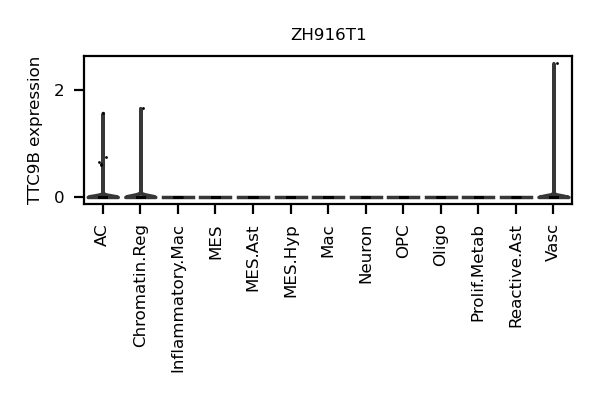 ZH916T1
TTC9B expression
2
0
AC
Chromatin.Reg
Inflammatory.Mac
MES
MES.Ast
MES.Hyp
Mac
Neuron
OPC
Oligo
Prolif.Metab
Reactive.Ast
Vasc